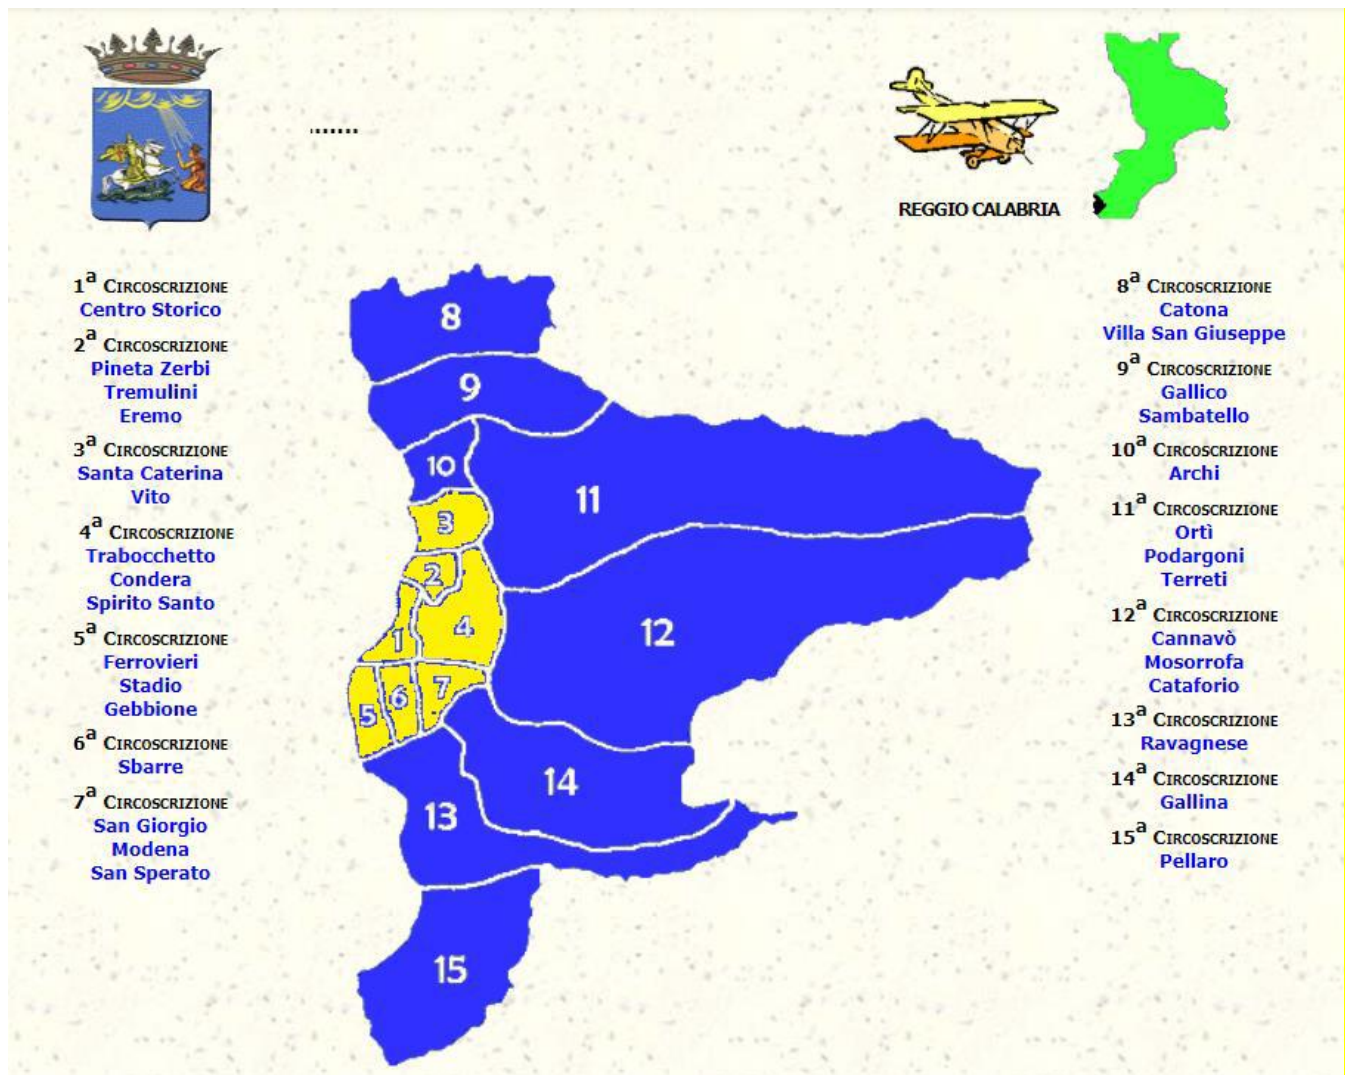 REGGIO CALABRIA
1ª CIRCOSCRIZIONE
Centro Storico
2ª CIRCOSCRIZIONE
Pineta Zerbi
Tremulini
Eremo
3ª CIRCOSCRIZIONE
Santa Caterina
Vito
4ª CIRCOSCRIZIONE
Trabocchetto
Condera
Spirito Santo
5ª CIRCOSCRIZIONE
Ferrovieri
Stadio
Gebbione
6ª CIRCOSCRIZIONE
Sbarre
7ª CIRCOSCRIZIONE
San Giorgio
Modena
San Sperato
8
9
10
11
3
2
4
1
12
7
6
5
14
13
15
8ª CIRCOSCRIZIONE
Catona
Villa San Giuseppe
9ª CIRCOSCRIZIONE
Gallico
Sambatello
10ª CIRCOSCRIZIONE
Archi
11ª CIRCOSCRIZIONE
Ortì
Podargoni
Terreti
12ª CIRCOSCRIZIONE
Cannavò
Mosorrofa
Cataforio
13ª CIRCOSCRIZIONE
Ravagnese
14ª CIRCOSCRIZIONE
Gallina
15ª CIRCOSCRIZIONE
Pellaro